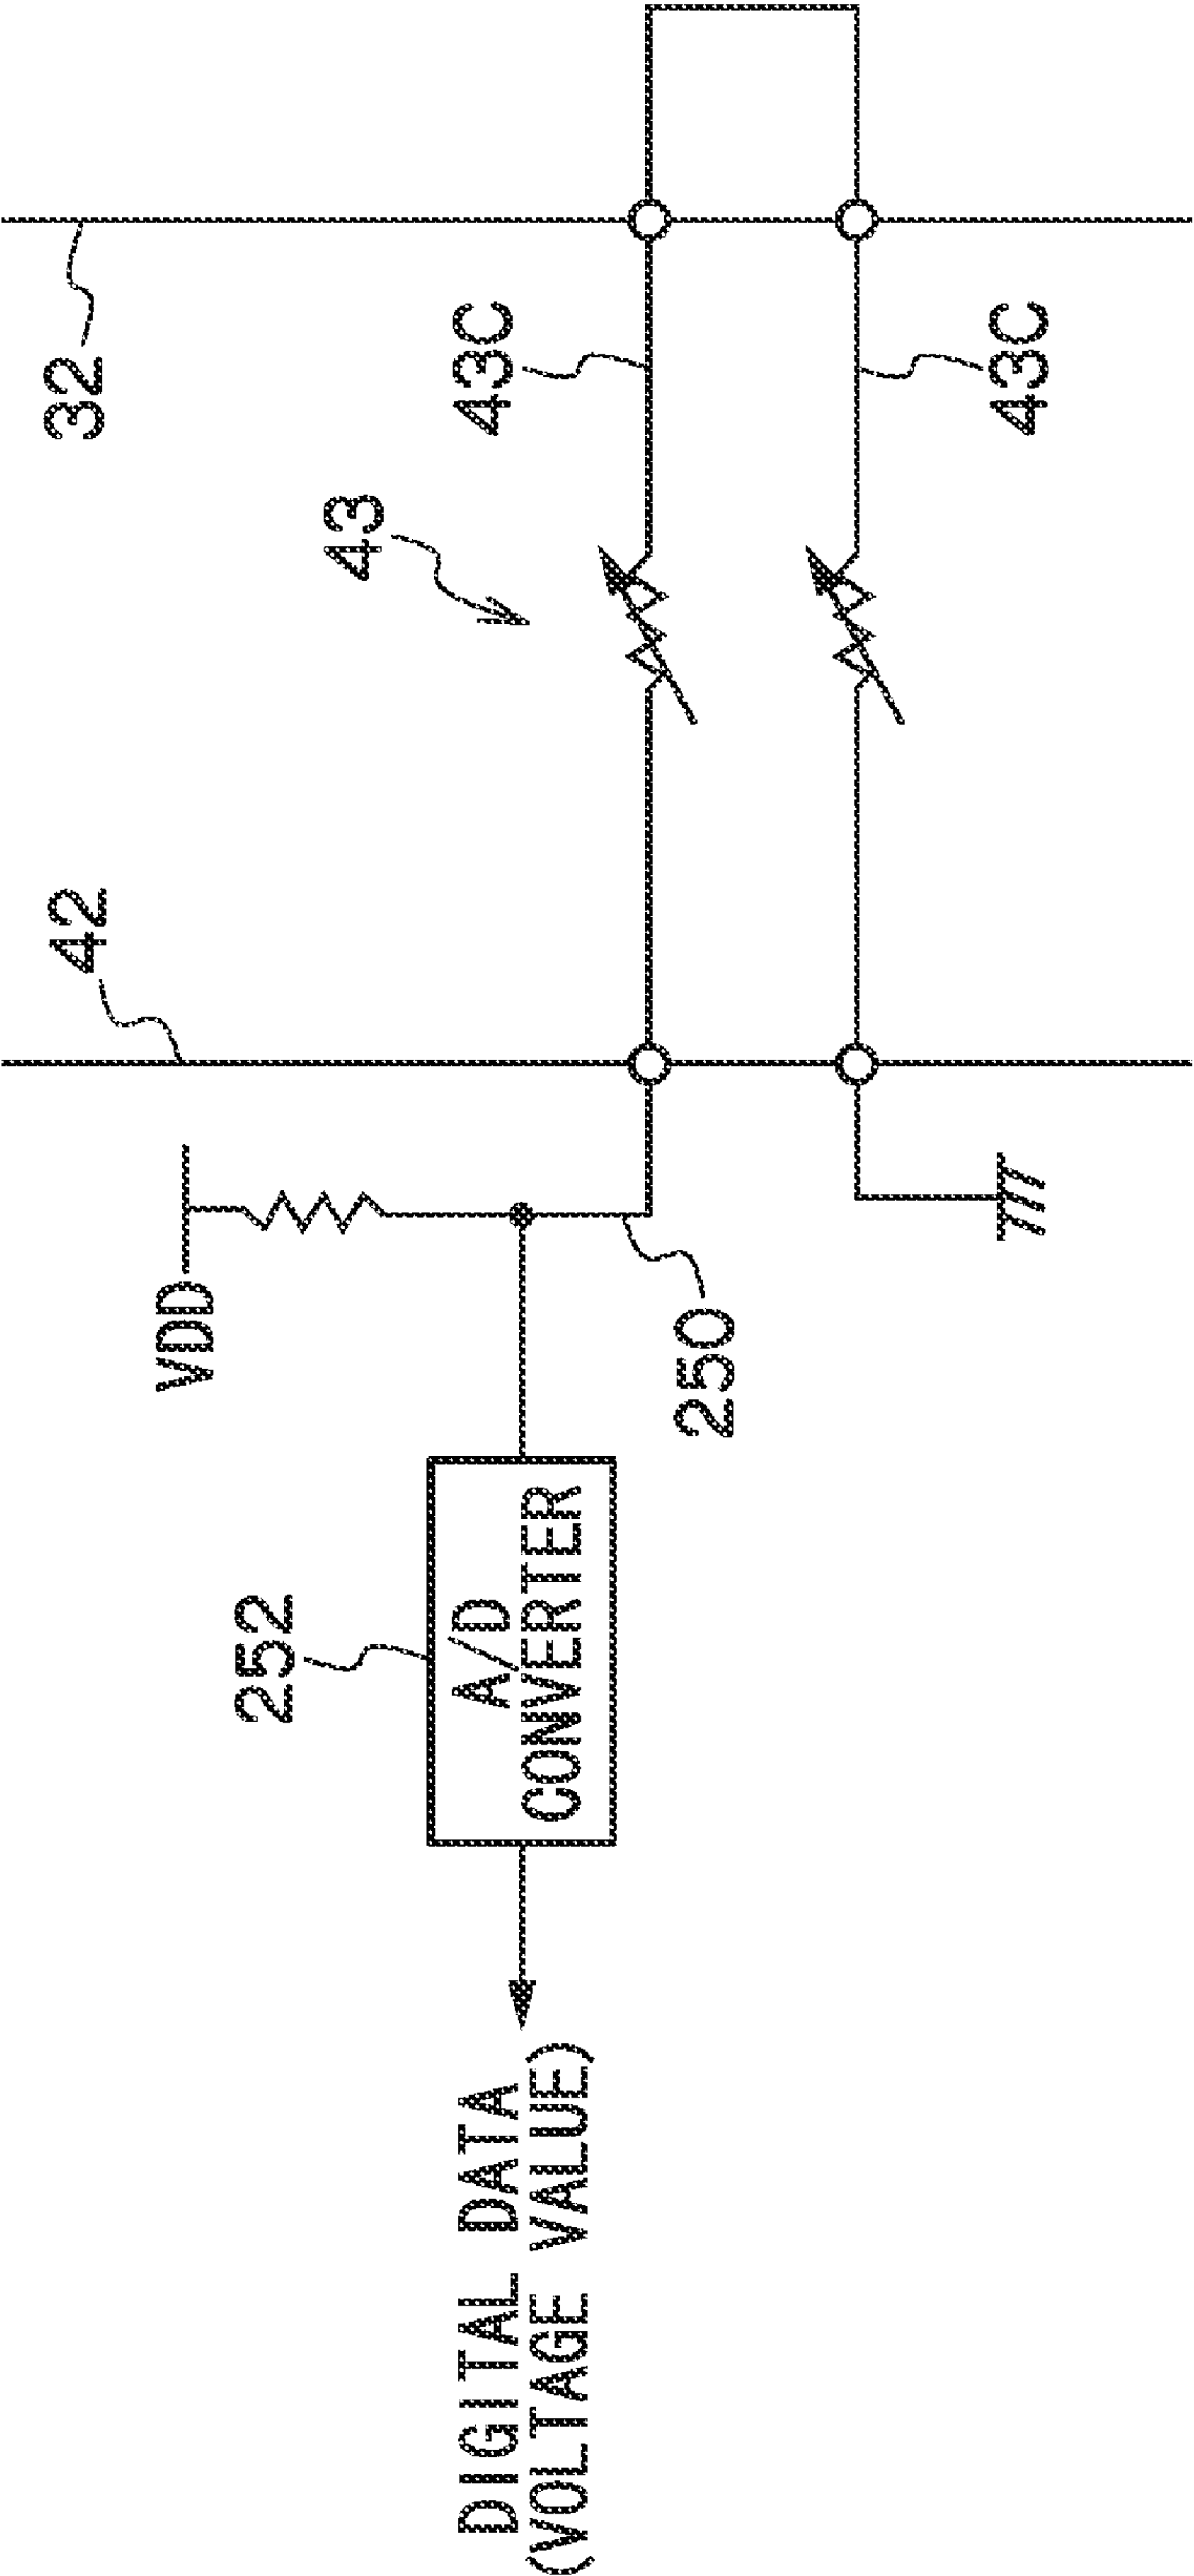 32
43C
43C
43
42
VDD
250
252
A/D
CONVERTER
DIGITAL DATA
(VOLTAGE VALUE)